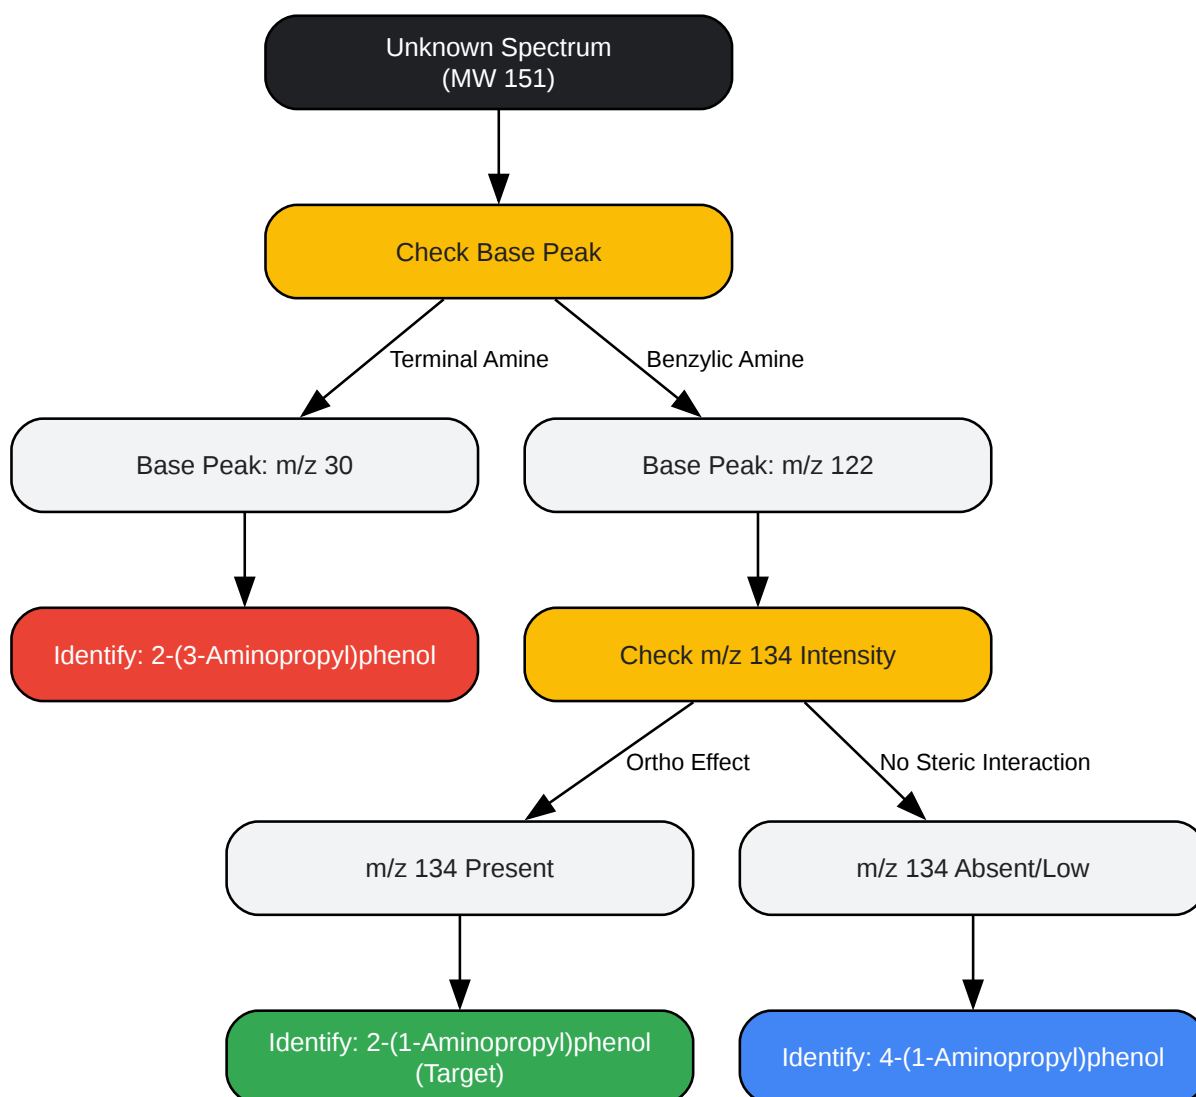 Unknown Spectrum
(MW 151)
Check Base Peak
Terminal Amine
Benzylic Amine
Base Peak: m/z 30
Base Peak: m/z 122
Identify: 2-(3-Aminopropyl)phenol
Check m/z 134 Intensity
Ortho Effect
No Steric Interaction
m/z 134 Present
m/z 134 Absent/Low
Identify: 2-(1-Aminopropyl)phenol
(Target)
Identify: 4-(1-Aminopropyl)phenol